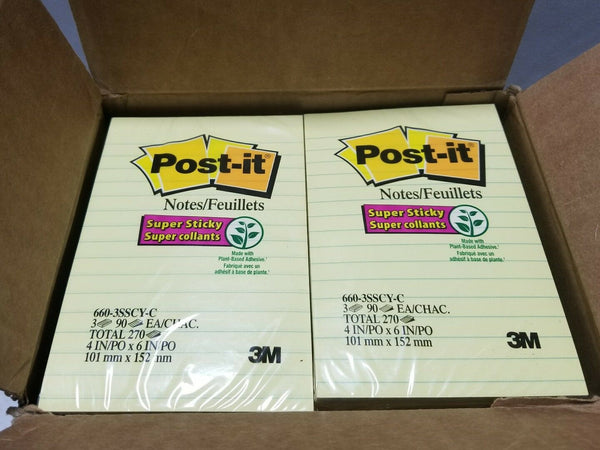 Post-it®
Notes/Feuillets
Super Sticky
Super collants
Made with
Plant-Based Adhesive.¹
Fabriqué avec un
adhésif à base de plante.¹
660-3SSCY-C
3 90 EA/CHAC.
TOTAL 270
4 IN/PO x 6 IN/PO
101 mm x 152 mm
3M
Post-it®
Notes/Feuillets
Super Sticky
Super collants
Made with
Plant-Based Adhesive.¹
Fabriqué avec un
adhésif à base de plante.¹
660-3SSCY-C
3 90 EA/CHAC.
TOTAL 270
4 IN/PO x 6 IN/PO
101 mm x 152 mm
3M